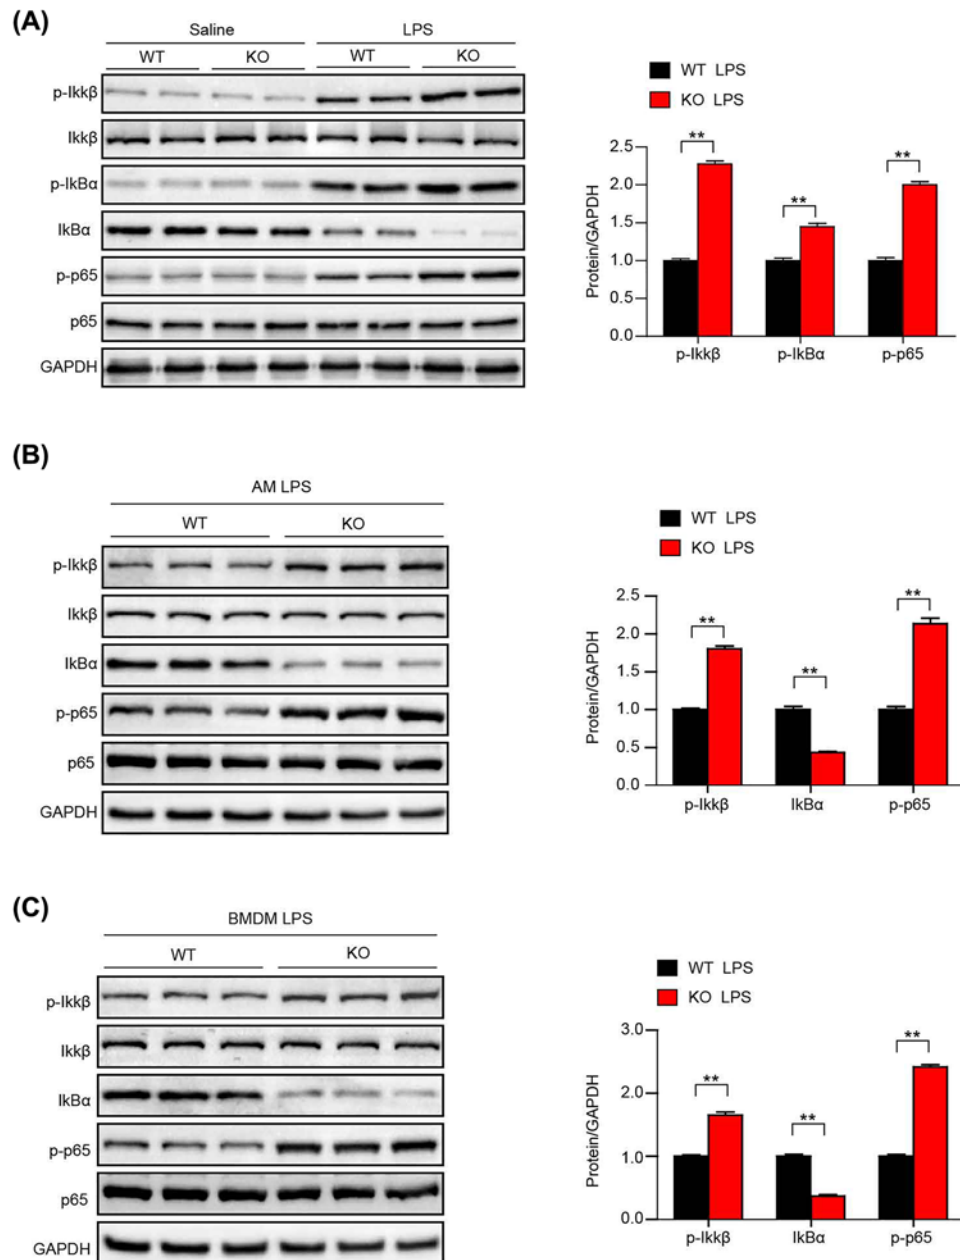 (A)
Saline LPS
WT KO WT KO
p-Ikkβ
Ikkβ
p-IkBα
IkBα
p-p65
p65
GAPDH
WT LPS
KO LPS
Protein/GAPDH
2.5
2.0
1.5
1.0
0.5
0.0
** ** **
p-Ikkβ p-IkBα p-p65
(B)
AM LPS
WT KO
p-Ikkβ
Ikkβ
IkBα
p-p65
p65
GAPDH
WT LPS
KO LPS
Protein/GAPDH
2.5
2.0
1.5
1.0
0.5
0.0
** ** **
p-Ikkβ IkBα p-p65
(C)
BMDM LPS
WT KO
p-Ikkβ
Ikkβ
IkBα
p-p65
p65
GAPDH
WT LPS
KO LPS
Protein/GAPDH
3.0
2.0
1.0
0.0
** ** **
p-Ikkβ IkBα p-p65